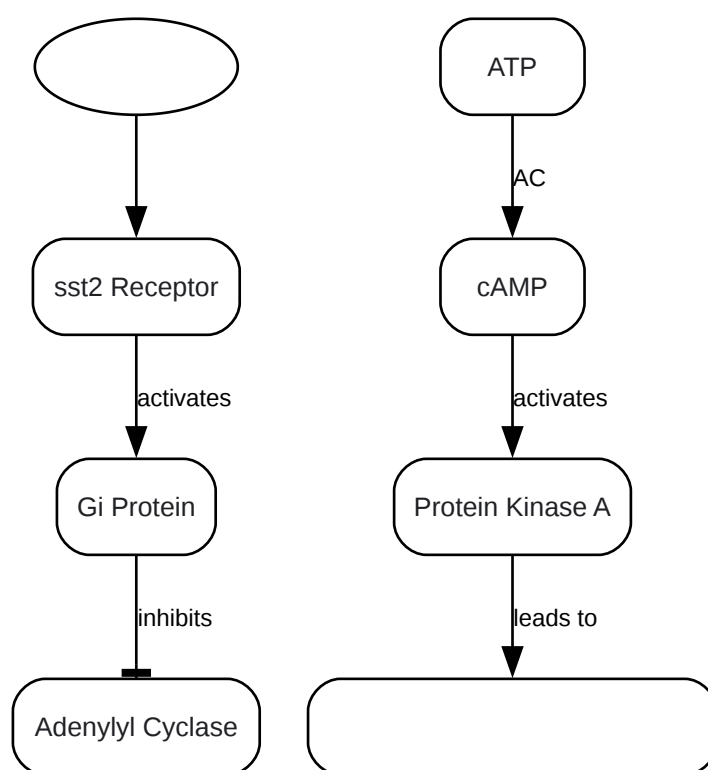 ATP
AC
sst2 Receptor
cAMP
activates
activates
Gi Protein
Protein Kinase A
inhibits
leads to
Adenylyl Cyclase